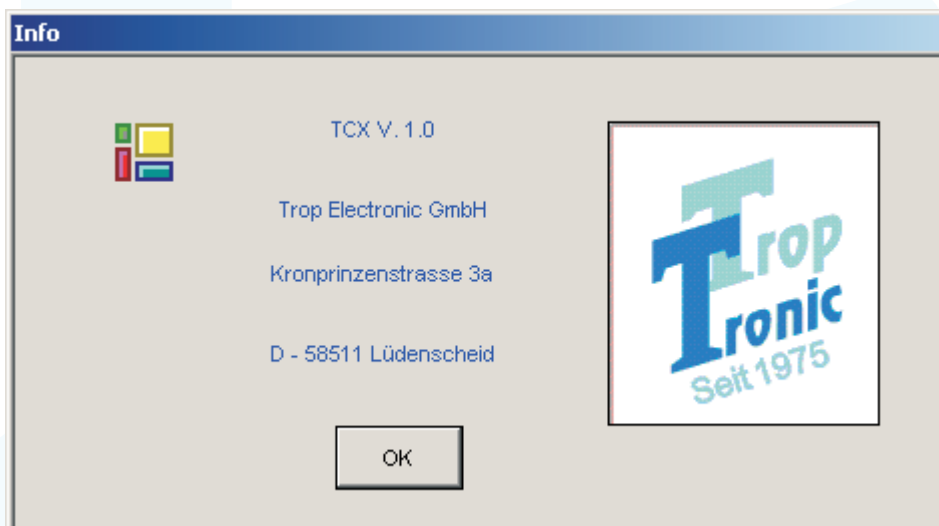 Info
TCX V. 1.0
Trop Electronic GmbH
Kronprinzenstrasse 3a
D - 58511 Lüdenscheid
OK
Trop
Tronic
Seit 1975